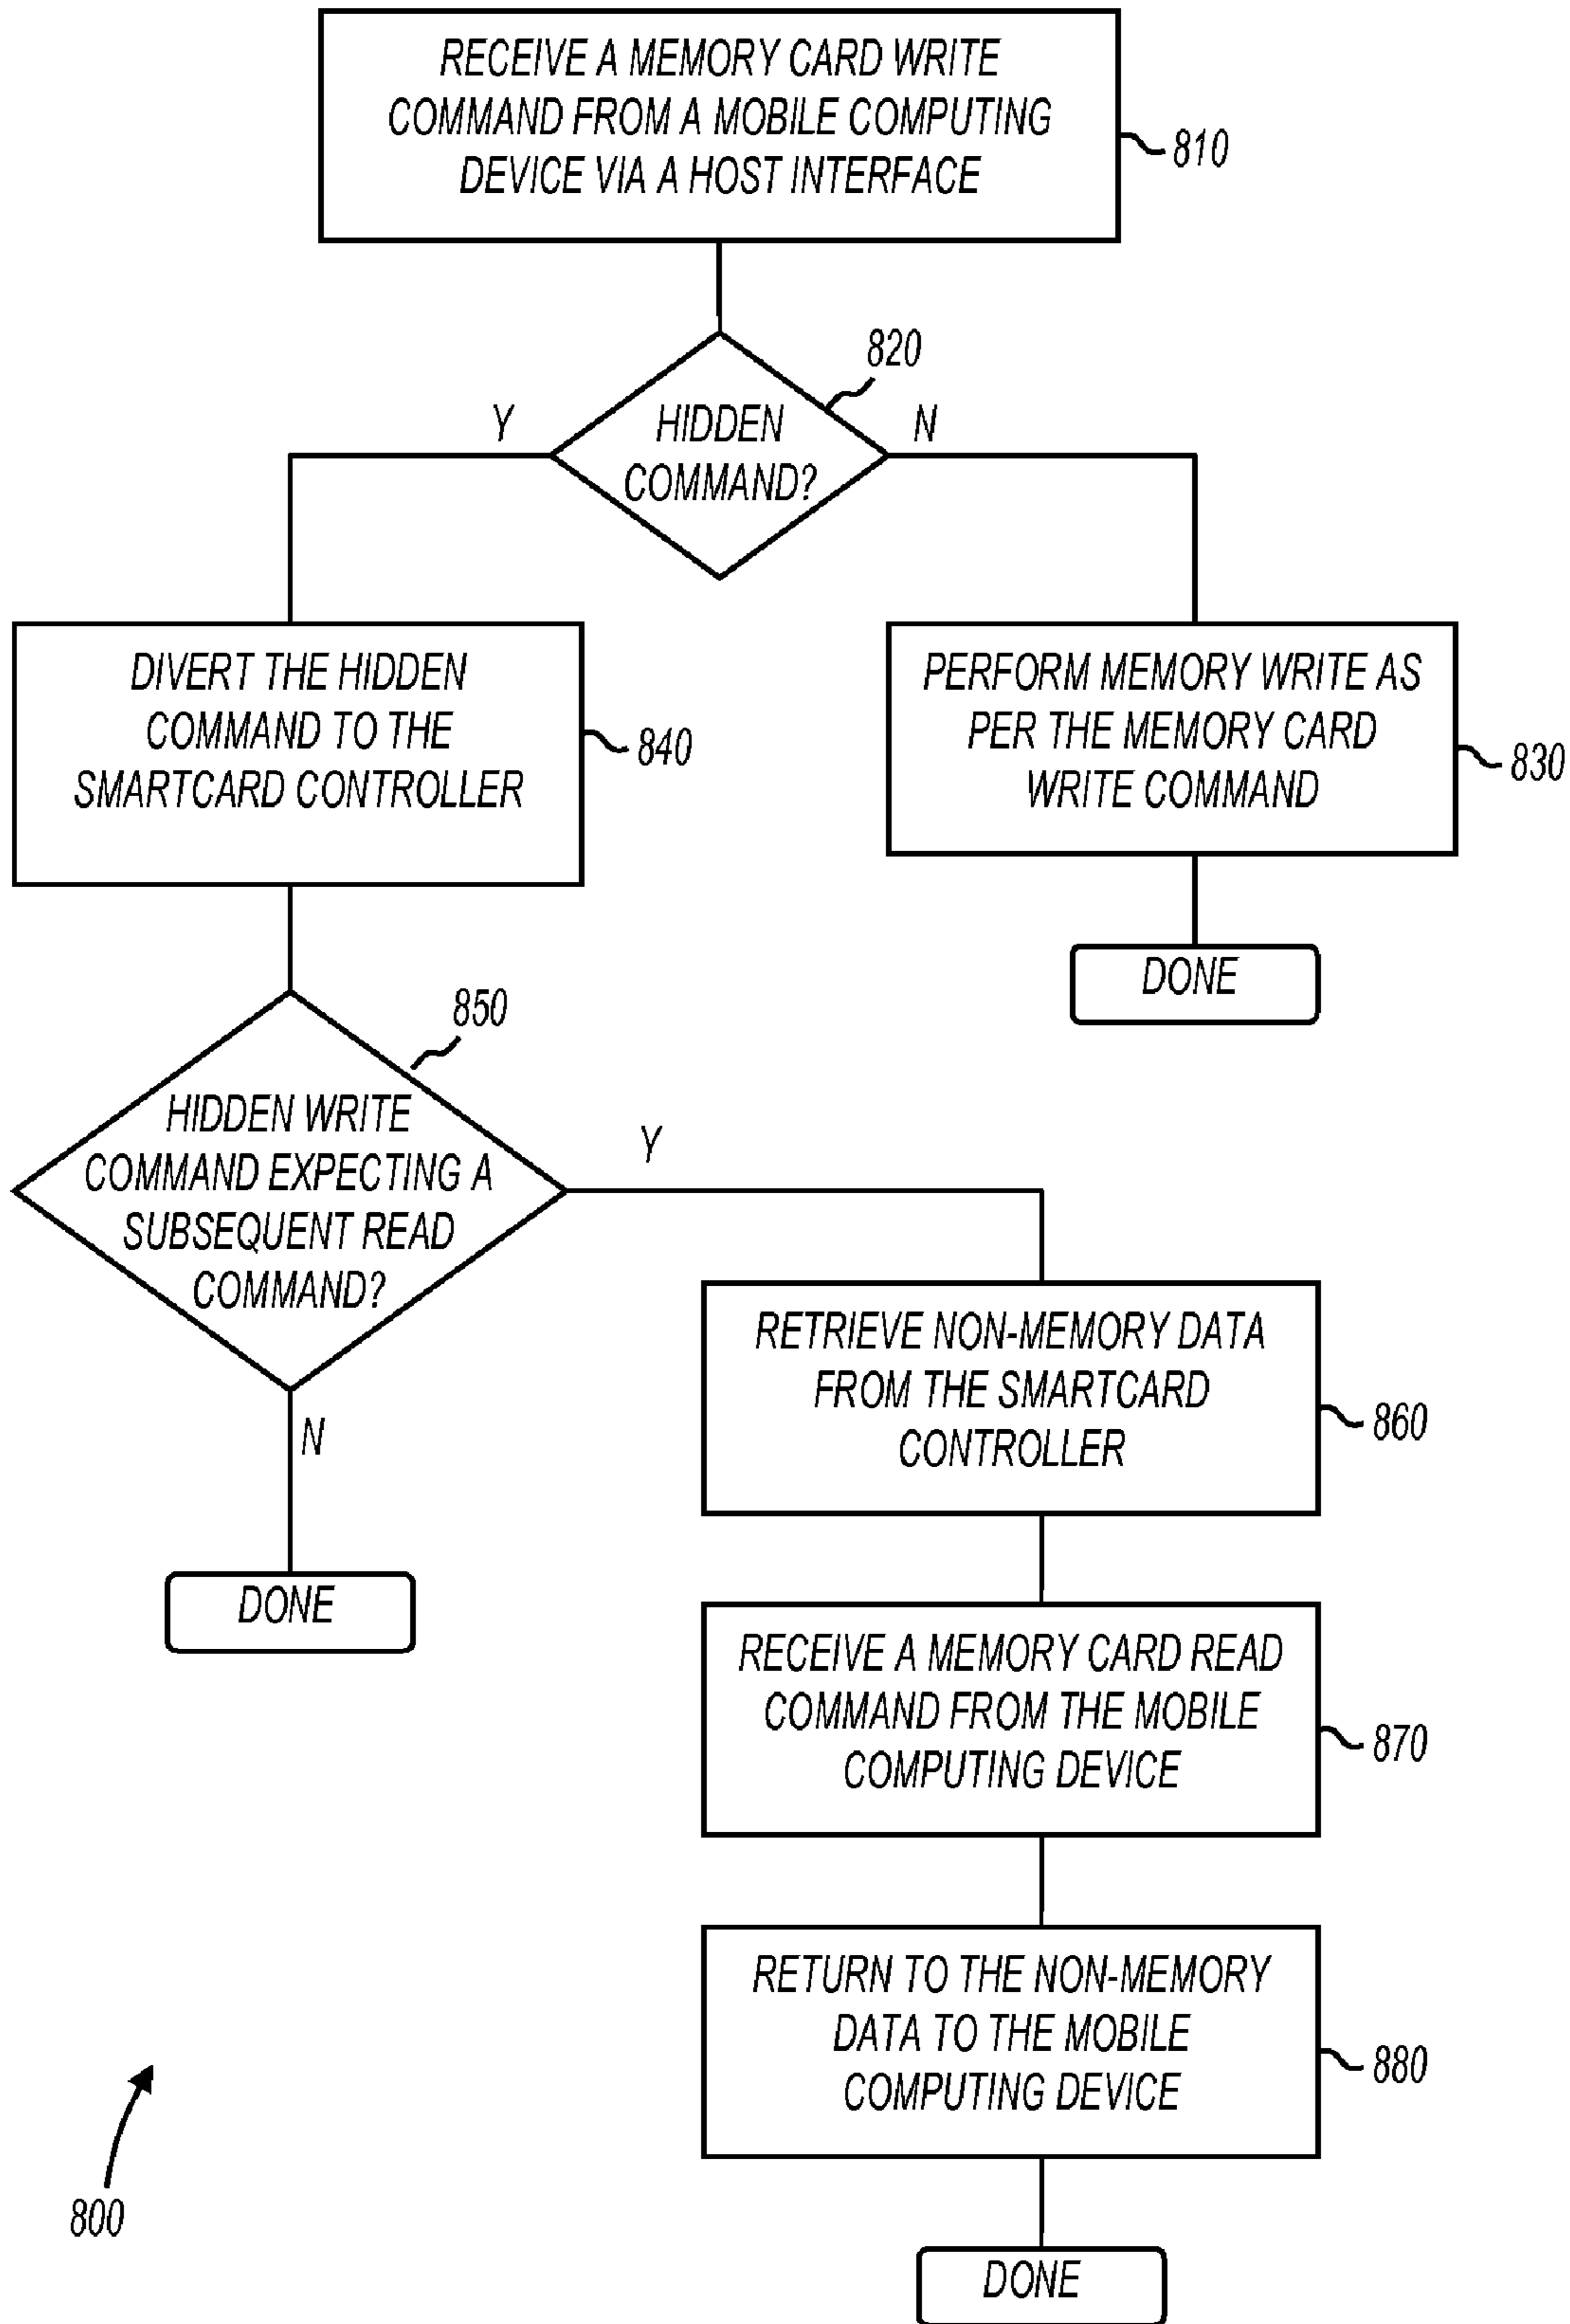 RECEIVE A MEMORY CARD WRITE
COMMAND FROM A MOBILE COMPUTING
DEVICE VIA A HOST INTERFACE
810
820
Y
HIDDEN
COMMAND?
N
DIVERT THE HIDDEN
COMMAND TO THE
SMARTCARD CONTROLLER
840
PERFORM MEMORY WRITE AS
PER THE MEMORY CARD
WRITE COMMAND
830
DONE
850
HIDDEN WRITE
COMMAND EXPECTING A
SUBSEQUENT READ
COMMAND?
Y
N
DONE
RETRIEVE NON-MEMORY DATA
FROM THE SMARTCARD
CONTROLLER
860
RECEIVE A MEMORY CARD READ
COMMAND FROM THE MOBILE
COMPUTING DEVICE
870
RETURN TO THE NON-MEMORY
DATA TO THE MOBILE
COMPUTING DEVICE
880
800
DONE